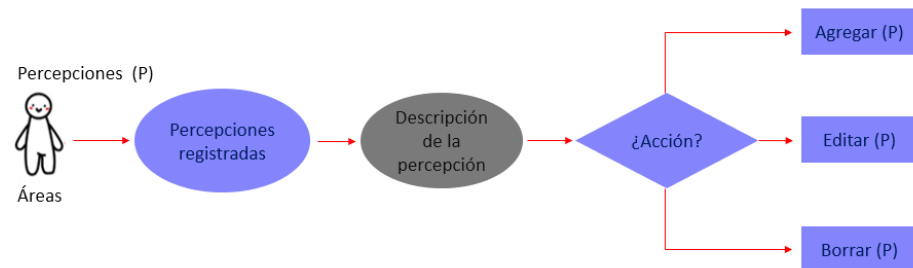 Percepciones (P)
Áreas
Percepciones
registradas
Descripción
de la
percepción
¿Acción?
Agregar (P)
Editar (P)
Borrar (P)